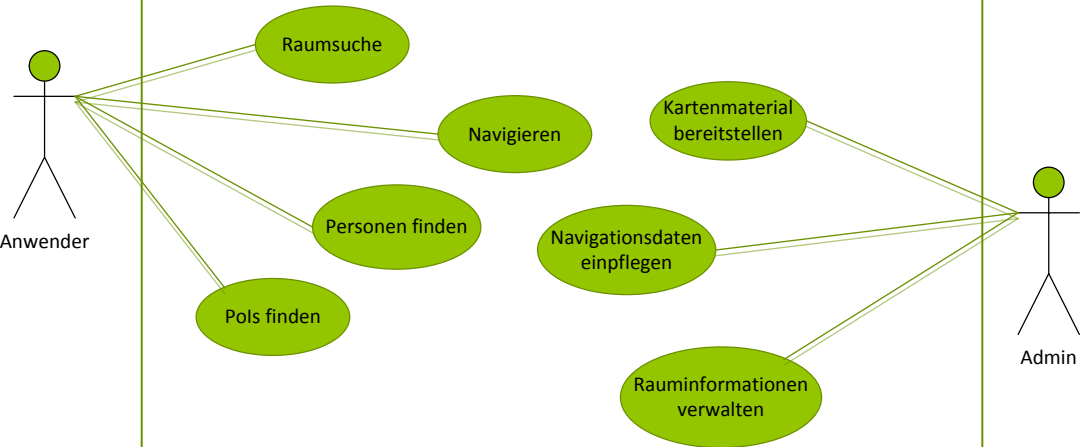 Raumsuche
Navigieren
Personen finden
PoIs finden
Anwender
Kartenmaterial
bereitstellen
Navigationsdaten
einpflegen
Rauminformationen
verwalten
Admin